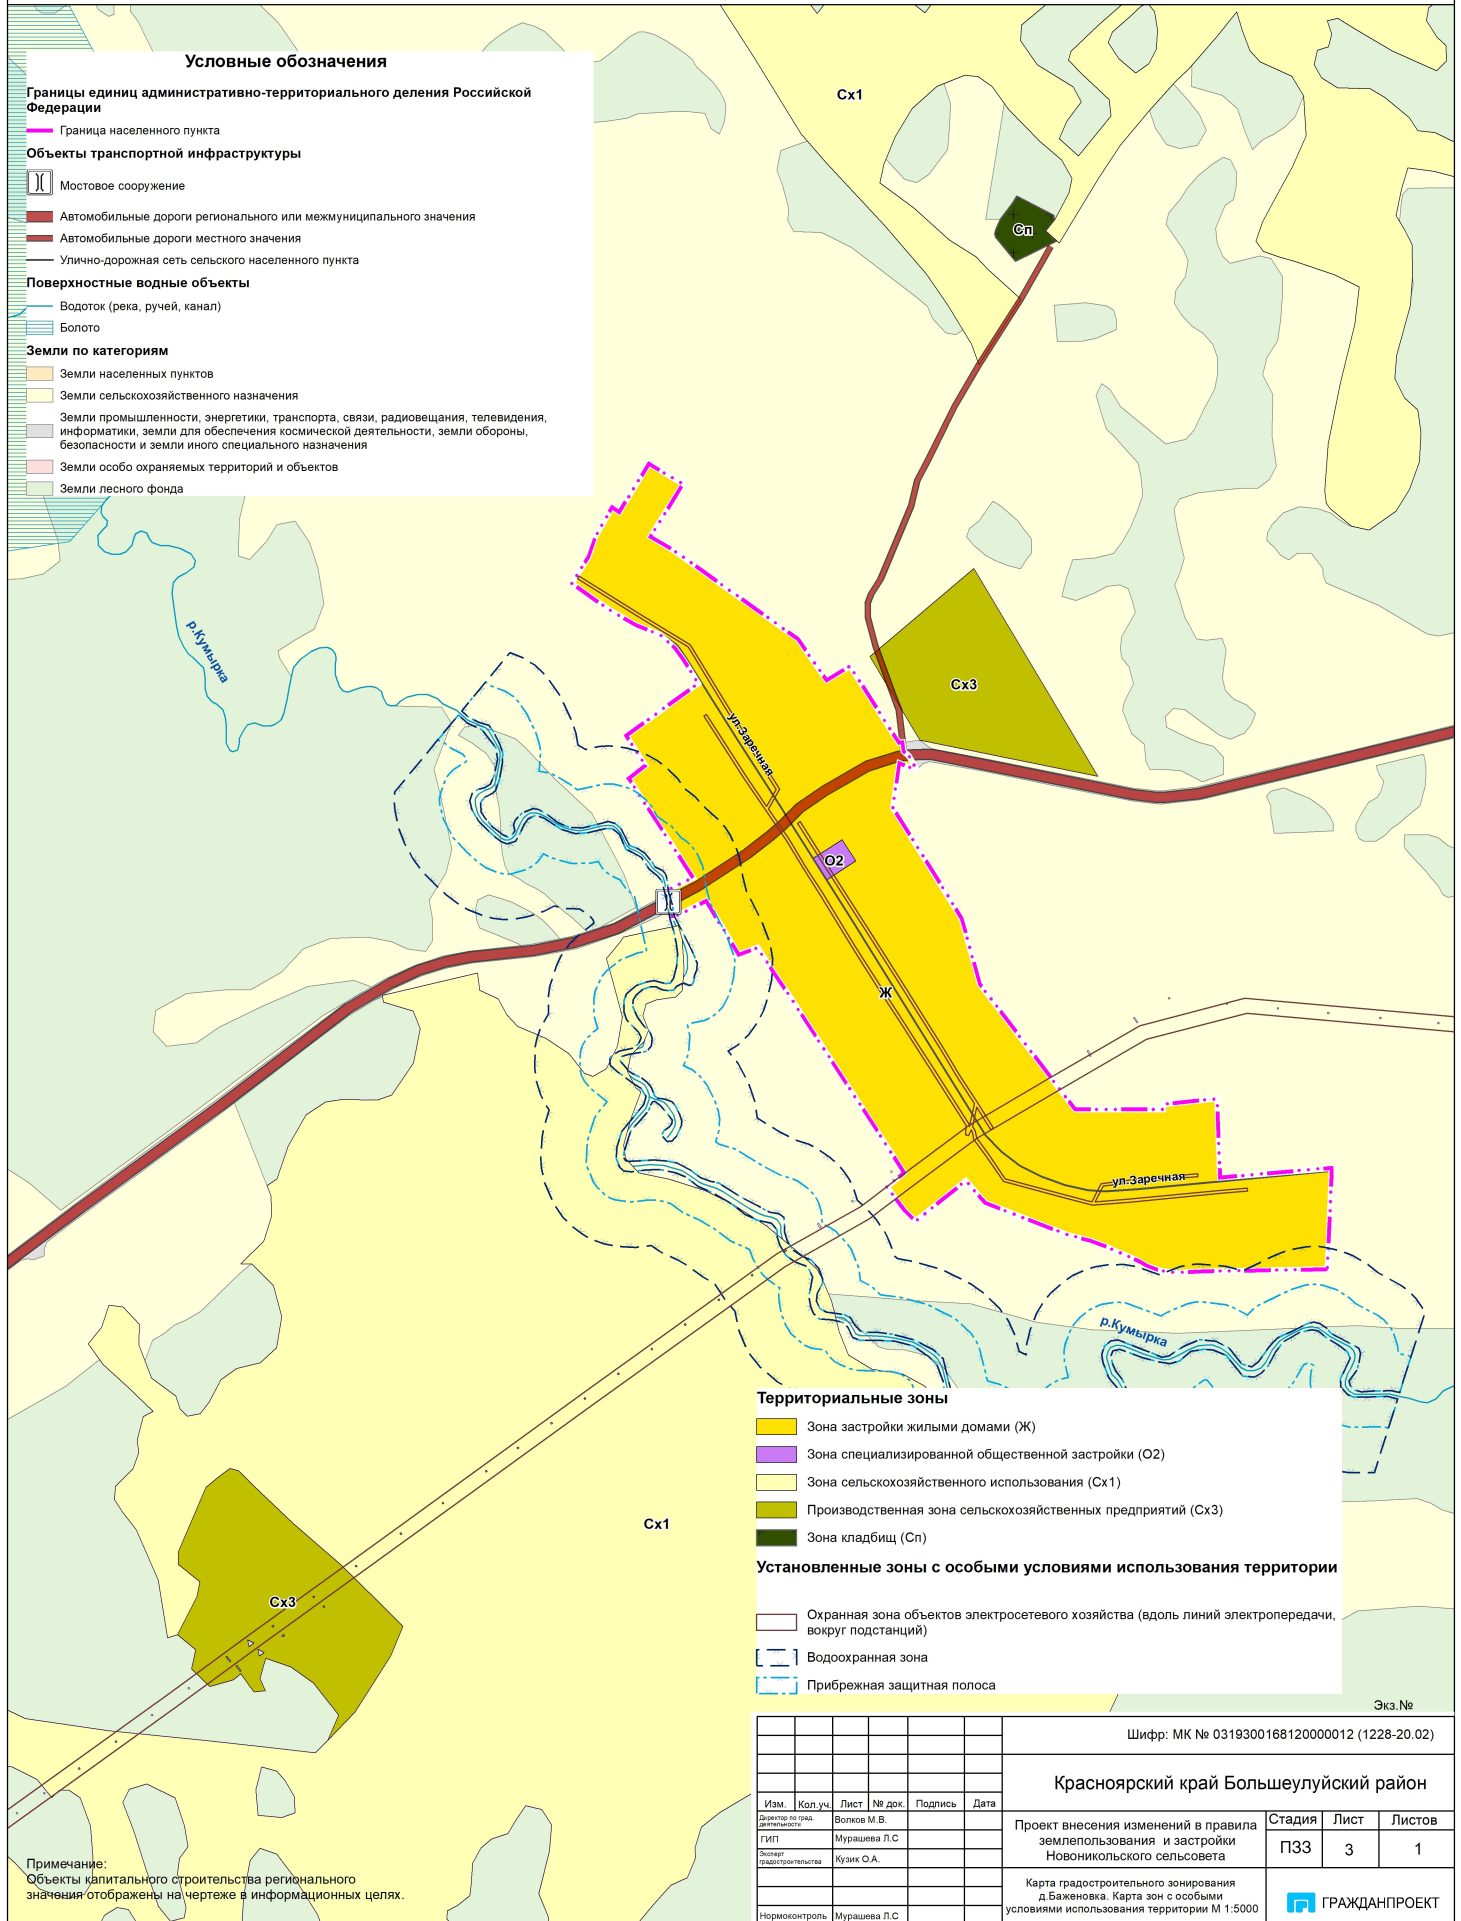 Условные обозначения
Границы единиц административно-территориального деления Российской
Федерации
Граница населенного пункта
Объекты транспортной инфраструктуры
Мостовое сооружение
Автомобильные дороги регионального или межмуниципального значения
Автомобильные дороги местного значения
Улично-дорожная сеть сельского населенного пункта
Поверхностные водные объекты
Водоток (река, ручей, канал)
Болото
Земли по категориям
Земли населенных пунктов
Земли сельскохозяйственного назначения
Земли промышленности, энергетики, транспорта, связи, радиовещания, телевидения,
информатики, земли для обеспечения космической деятельности, земли обороны,
безопасности и земли иного специального назначения
Земли особо охраняемых территорий и объектов
Земли лесного фонда
Сх1
Сп
р.Кумырка
Сх3
ул.Заречная
О2
Ж
ул.Заречная
р.Кумырка
Сх1
Сх3
Территориальные зоны
Зона застройки жилыми домами (Ж)
Зона специализированной общественной застройки (О2)
Зона сельскохозяйственного использования (Сх1)
Производственная зона сельскохозяйственных предприятий (Сх3)
Зона кладбищ (Сп)
Установленные зоны с особыми условиями использования территории
Охранная зона объектов электросетевого хозяйства (вдоль линий электропередачи,
вокруг подстанций)
Водоохранная зона
Прибрежная защитная полоса
Экз.№
Шифр: МК № 0319300168120000012 (1228-20.02)
Красноярский край Большеулуйский район
Изм. Кол.уч. Лист № док. Подпись Дата
Директор по град. деятельности Волков М.В.
ГИП Мурашева Л.С
Эксперт градостроительства Кузик О.А.
Нормоконтроль Мурашева Л.С
Проект внесения изменений в правила
землепользования и застройки
Новоникольского сельсовета
Стадия Лист Листов
ПЗЗ 3 1
Карта градостроительного зонирования
д.Баженовка. Карта зон с особыми
условиями использования территории М 1:5000
ГРАЖДАНПРОЕКТ
Примечание:
Объекты капитального строительства регионального
значения отображены на чертеже в информационных целях.